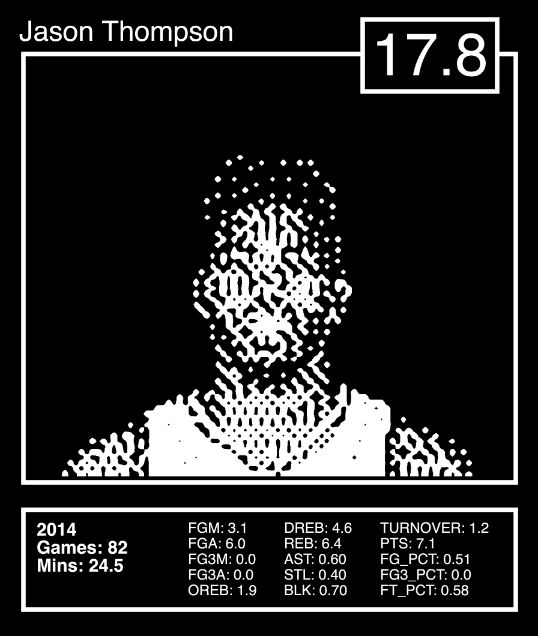 Jason Thompson
17.8
2014
Games: 82
Mins: 24.5
FGM: 3.1
FGA: 6.0
FG3M: 0.0
FG3A: 0.0
OREB: 1.9
DREB: 4.6
REB: 6.4
AST: 0.60
STL: 0.40
BLK: 0.70
TURNOVER: 1.2
PTS: 7.1
FG_PCT: 0.51
FG3_PCT: 0.0
FT_PCT: 0.58